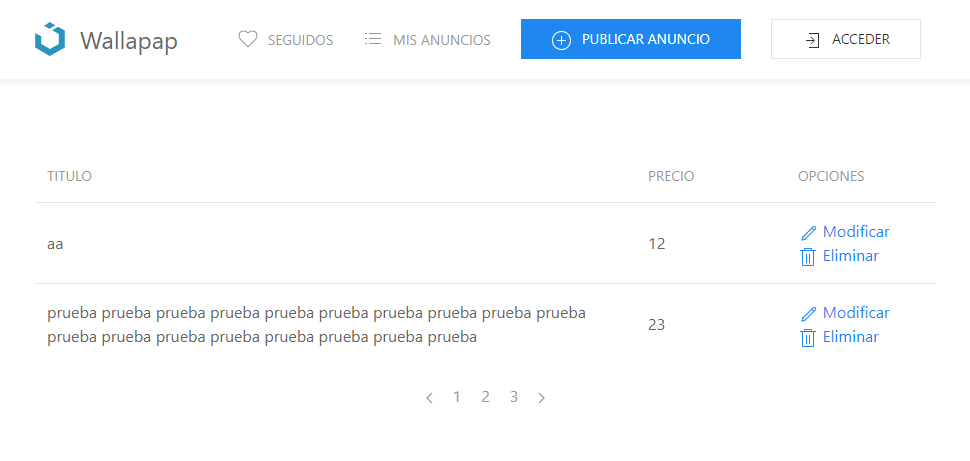 Wallapap SEGUIDOS MIS ANUNCIOS PUBLICAR ANUNCIO ACCEDER
TITULO PRECIO OPCIONES
aa 12 Modificar
Eliminar
prueba prueba prueba prueba prueba prueba prueba prueba prueba prueba 23 Modificar
prueba prueba prueba prueba prueba prueba prueba prueba Eliminar
< 1 2 3 >